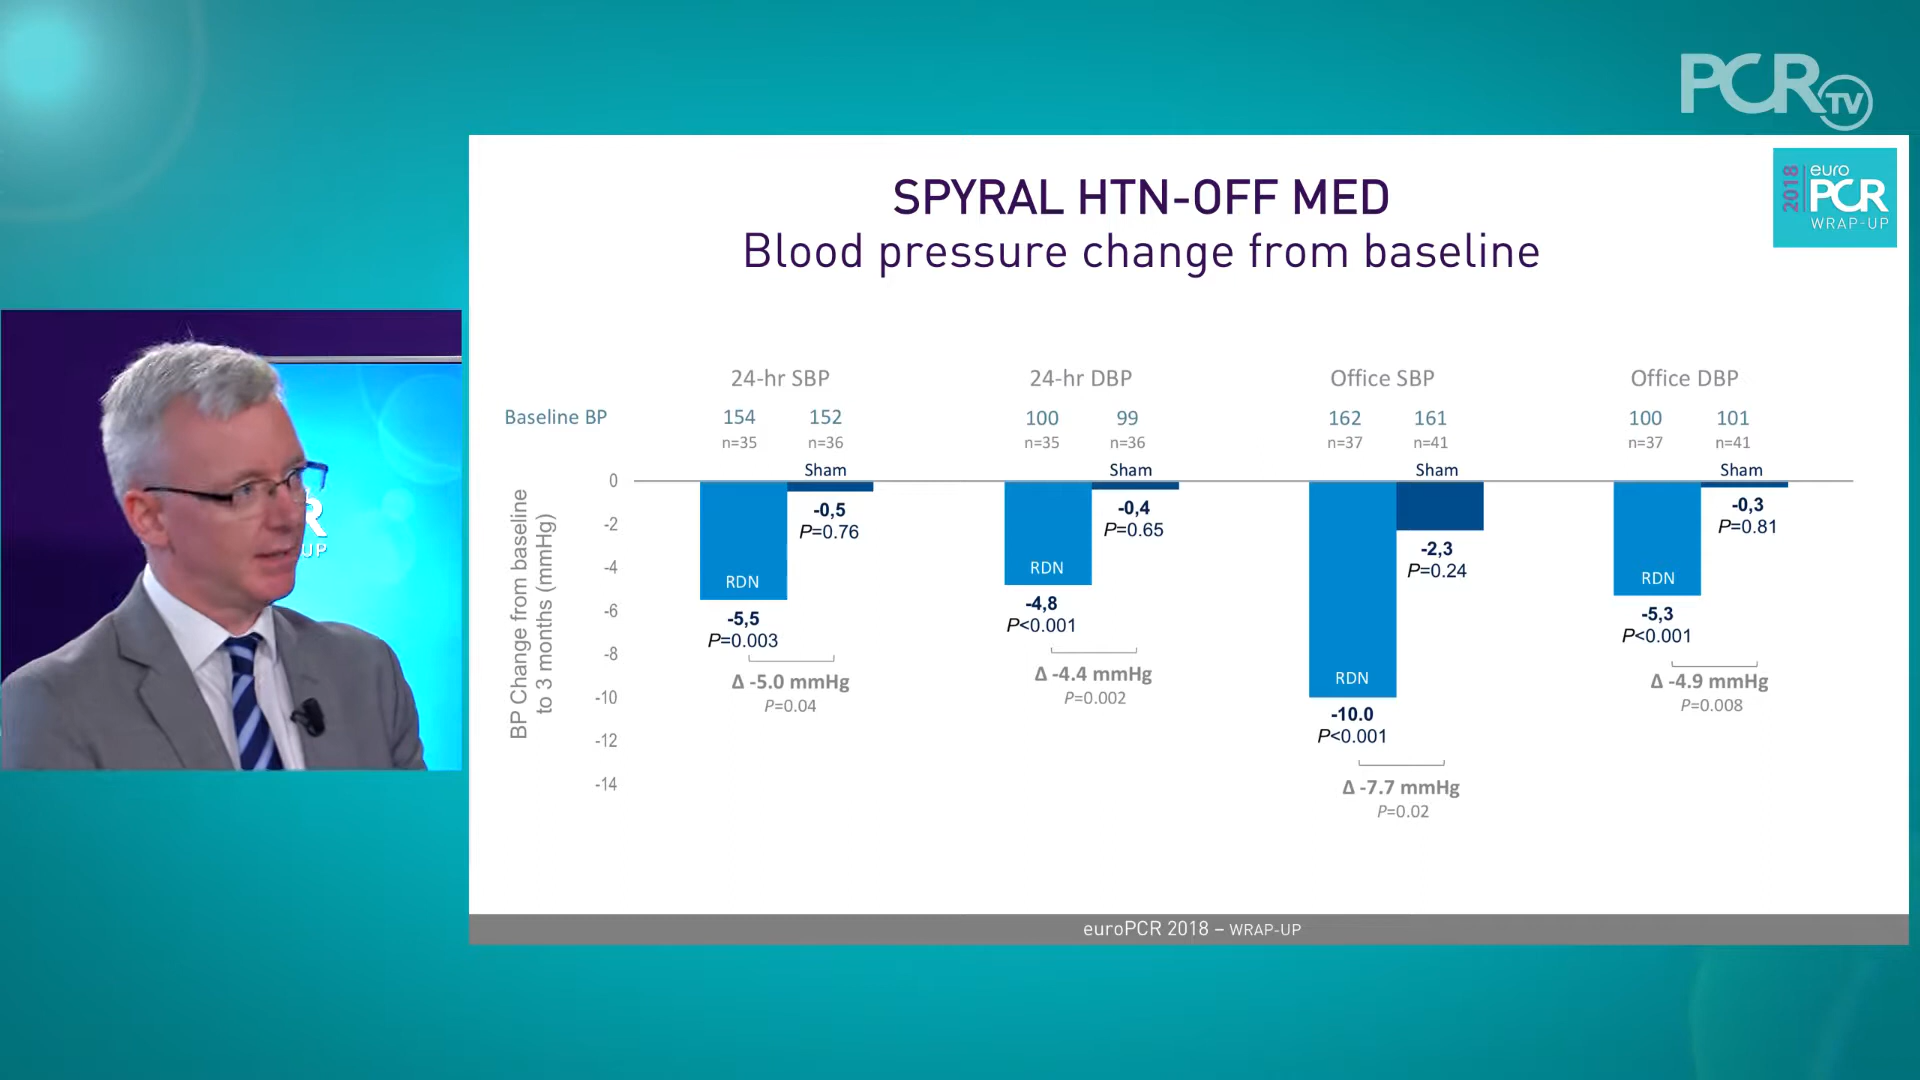 PCR TV
2018 euro
PCR
WRAP-UP
SPYRAL HTN-OFF MED
Blood pressure change from baseline
24-hr SBP 24-hr DBP Office SBP Office DBP
Baseline BP 154 152 100 99 162 161 100 101
n=35 n=36 n=35 n=36 n=37 n=41 n=37 n=41
Sham Sham Sham Sham
BP Change from baseline
to 3 months (mmHg)
0
-2
-4
-6
-8
-10
-12
-14
RDN
-5,5
P=0.003
-0,5
P=0.76
Δ -5.0 mmHg
P=0.04
RDN
-4,8
P<0.001
-0,4
P=0.65
Δ -4.4 mmHg
P=0.002
RDN
-10.0
P<0.001
-2,3
P=0.24
Δ -7.7 mmHg
P=0.02
RDN
-5,3
P<0.001
-0,3
P=0.81
Δ -4.9 mmHg
P=0.008
R
UP
euroPCR 2018 – WRAP-UP